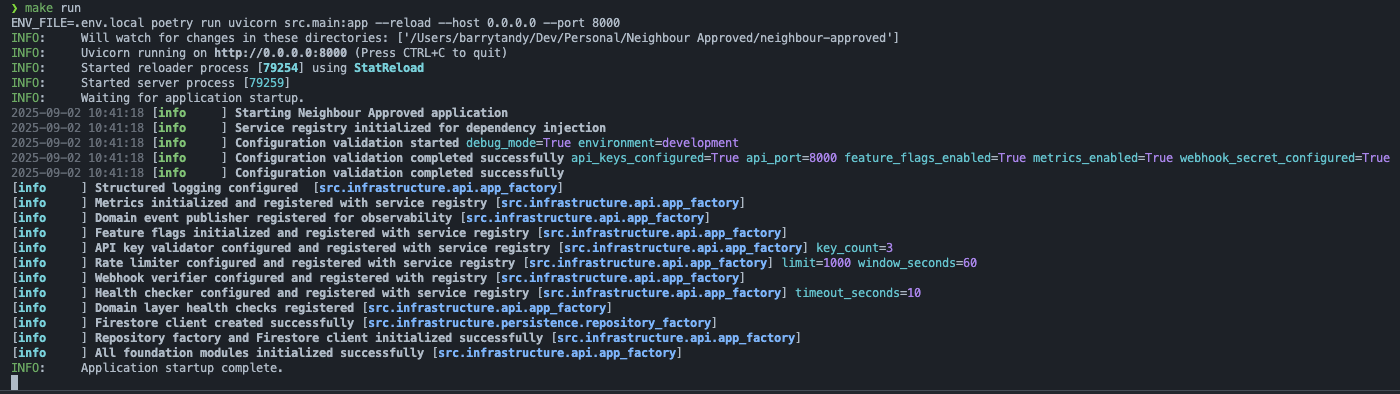 ❯ make run
ENV_FILE=.env.local poetry run uvicorn src.main:app --reload --host 0.0.0.0 --port 8000
INFO:     Will watch for changes in these directories: ['/Users/barrytandy/Dev/Personal/Neighbour Approved/neighbour-approved']
INFO:     Uvicorn running on http://0.0.0.0:8000 (Press CTRL+C to quit)
INFO:     Started reloader process [79254] using StatReload
INFO:     Started server process [79259]
INFO:     Waiting for application startup.
2025-09-02 10:41:18 [info     ] Starting Neighbour Approved application
2025-09-02 10:41:18 [info     ] Service registry initialized for dependency injection
2025-09-02 10:41:18 [info     ] Configuration validation started debug_mode=True environment=development
2025-09-02 10:41:18 [info     ] Configuration validation completed successfully api_keys_configured=True api_port=8000 feature_flags_enabled=True metrics_enabled=True webhook_secret_configured=True
2025-09-02 10:41:18 [info     ] Configuration validation completed successfully
[info     ] Structured logging configured  [src.infrastructure.api.app_factory]
[info     ] Metrics initialized and registered with service registry [src.infrastructure.api.app_factory]
[info     ] Domain event publisher registered for observability [src.infrastructure.api.app_factory]
[info     ] Feature flags initialized and registered with service registry [src.infrastructure.api.app_factory]
[info     ] API key validator configured and registered with service registry [src.infrastructure.api.app_factory] key_count=3
[info     ] Rate limiter configured and registered with service registry [src.infrastructure.api.app_factory] limit=1000 window_seconds=60
[info     ] Webhook verifier configured and registered with registry [src.infrastructure.api.app_factory]
[info     ] Health checker configured and registered with service registry [src.infrastructure.api.app_factory] timeout_seconds=10
[info     ] Domain layer health checks registered [src.infrastructure.api.app_factory]
[info     ] Firestore client created successfully [src.infrastructure.persistence.repository_factory]
[info     ] Repository factory and Firestore client initialized successfully [src.infrastructure.api.app_factory]
[info     ] All foundation modules initialized successfully [src.infrastructure.api.app_factory]
INFO:     Application startup complete.